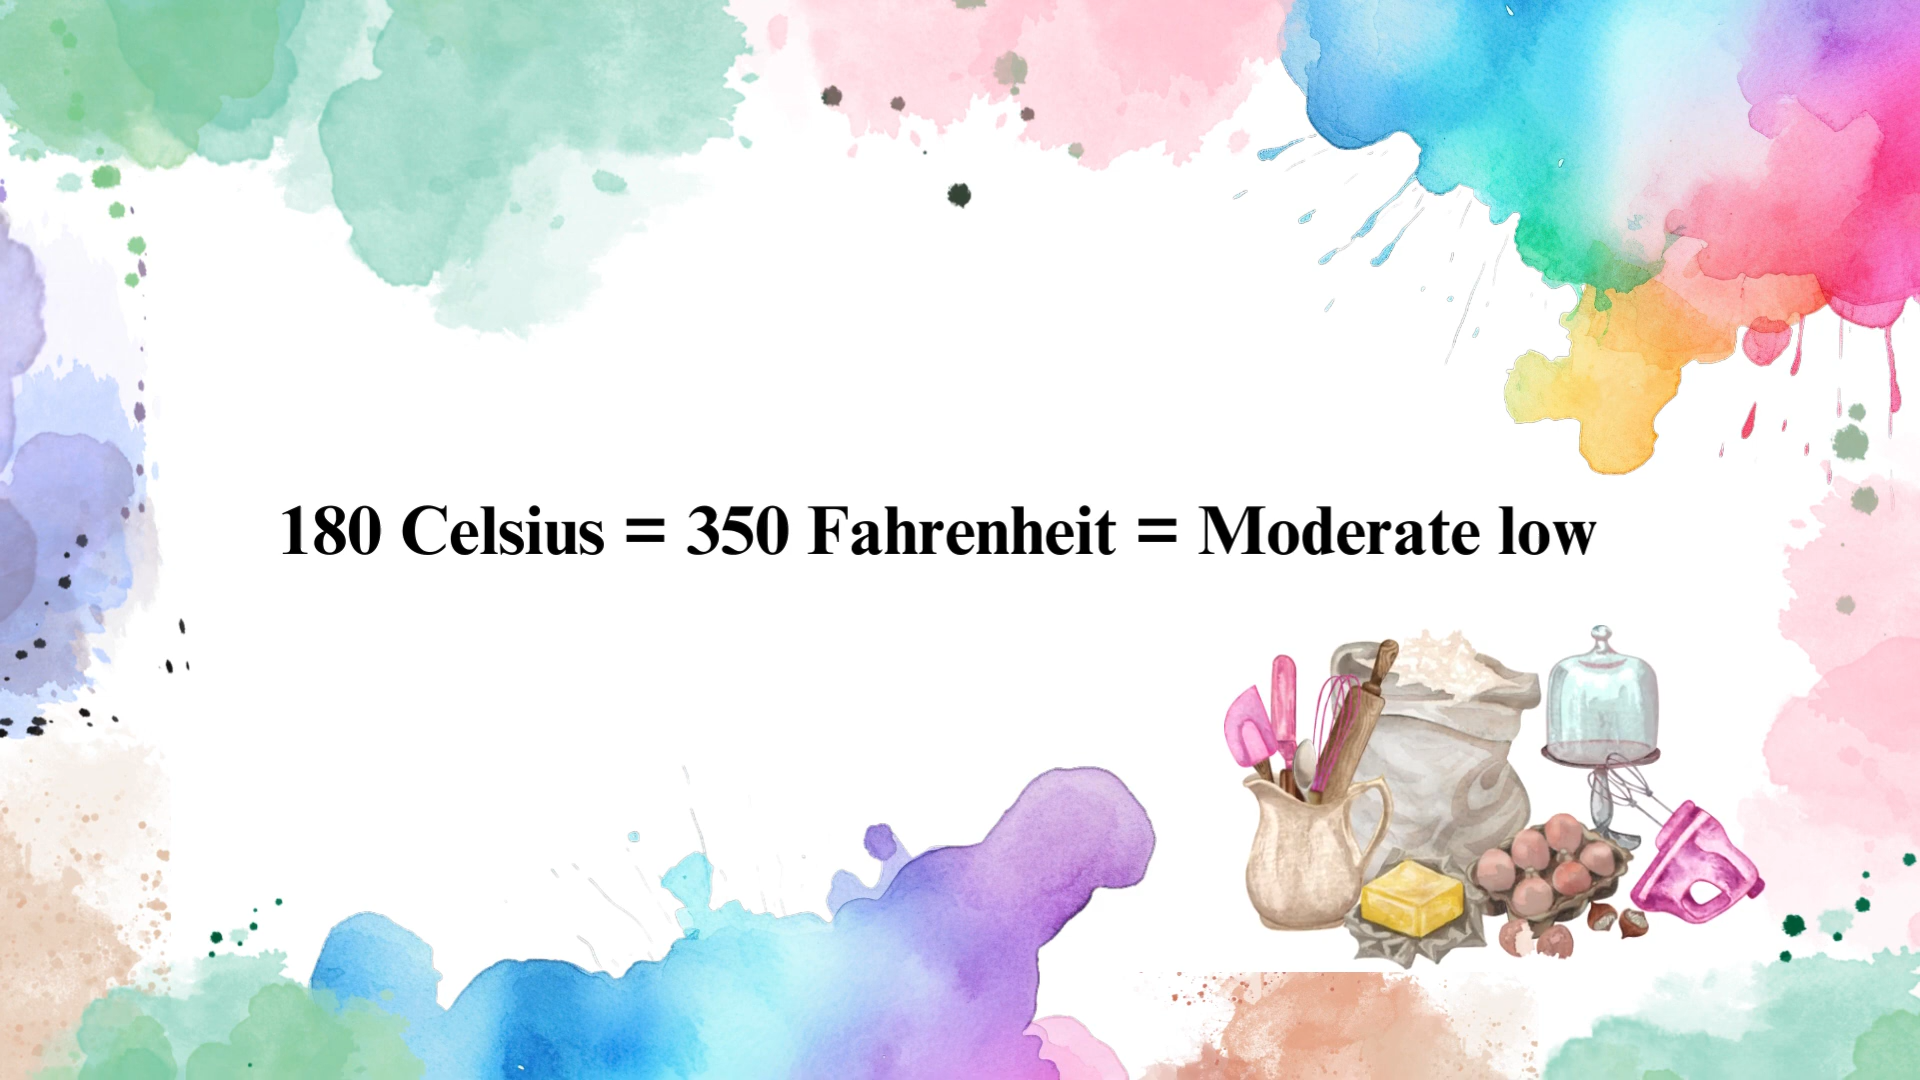 180 Celsius = 350 Fahrenheit = Moderate low